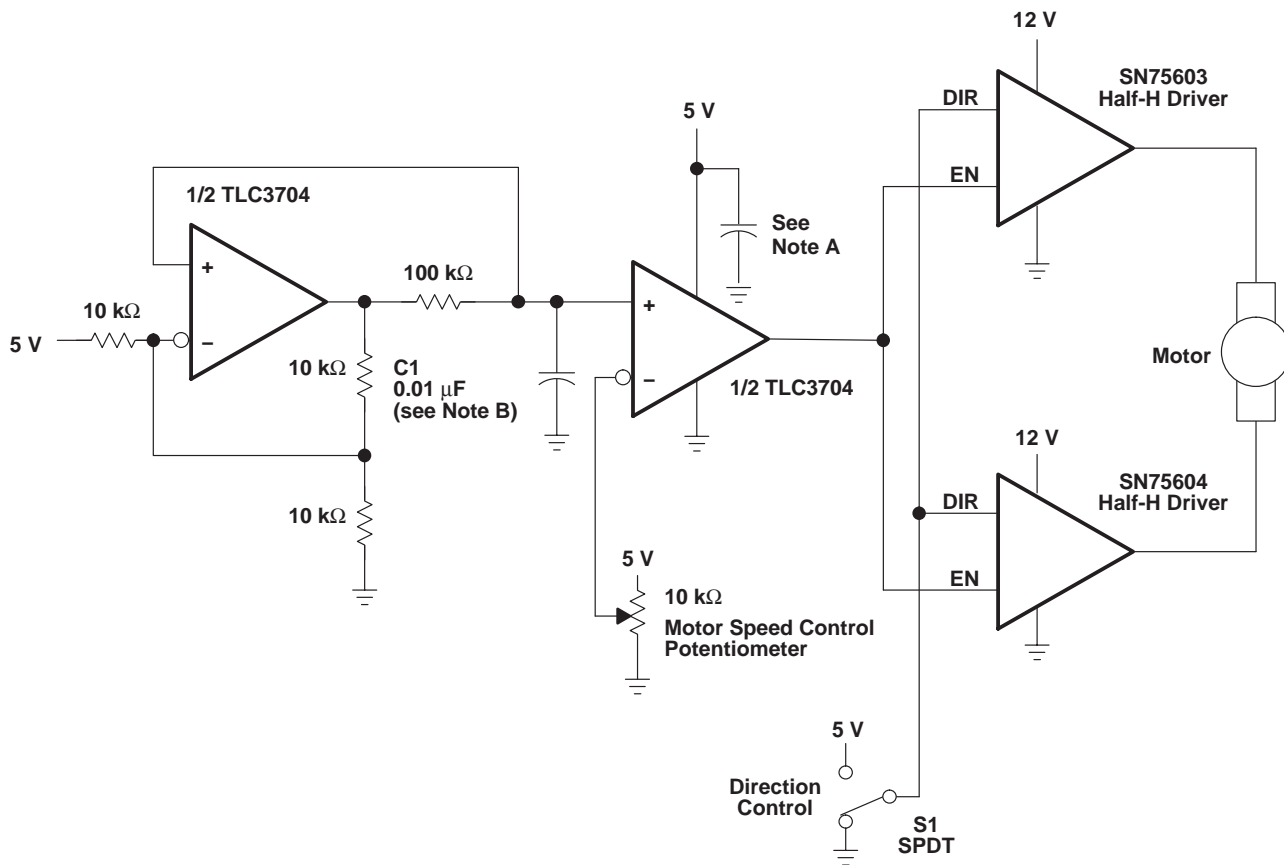 12 V
SN75603
Half-H Driver
DIR
5 V
EN
1/2 TLC3704
See
Note A
+
100 kΩ
+
10 kΩ
5 V
−
10 kΩ
C1
0.01 μF
(see Note B)
−
1/2 TLC3704
Motor
12 V
SN75604
Half-H Driver
DIR
10 kΩ
5 V
EN
10 kΩ
Motor Speed Control
Potentiometer
5 V
Direction
Control
S1
SPDT